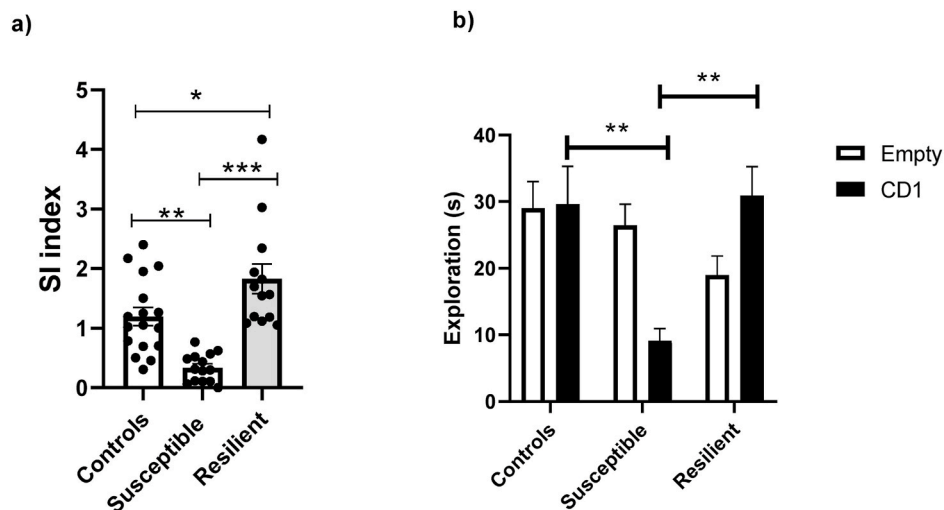 a)
SI index
5
4
3
2
1
0
*
***
**
Controls
Susceptible
Resilient
b)
Exploration (s)
40
30
20
10
0
**
**
Controls
Susceptible
Resilient
Empty
CD1